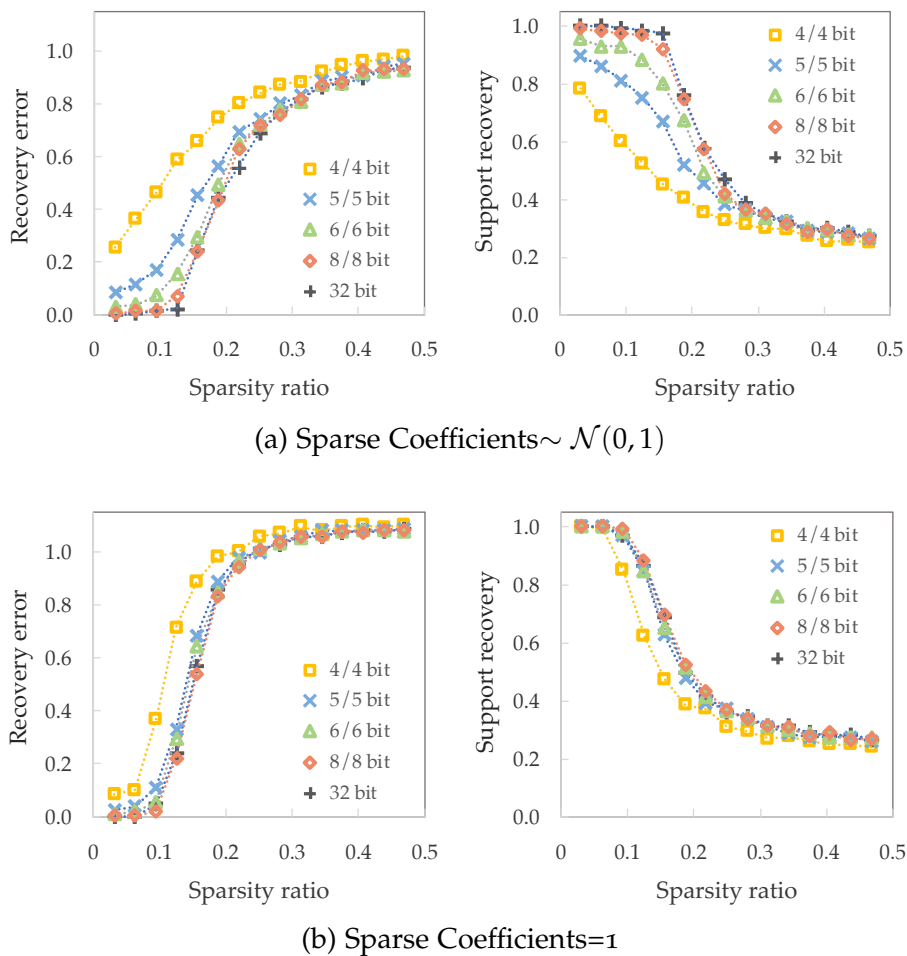 Recovery error
1.0
0.8
0.6
0.4
0.2
0.0
4/4 bit
5/5 bit
6/6 bit
8/8 bit
32 bit
0 0.1 0.2 0.3 0.4 0.5
Sparsity ratio
Support recovery
1.0
0.8
0.6
0.4
0.2
0.0
4/4 bit
5/5 bit
6/6 bit
8/8 bit
32 bit
0 0.1 0.2 0.3 0.4 0.5
Sparsity ratio
(a) Sparse Coefficients∼ 𝒩(0, 1)
Recovery error
1.0
0.8
0.6
0.4
0.2
0.0
4/4 bit
5/5 bit
6/6 bit
8/8 bit
32 bit
0 0.1 0.2 0.3 0.4 0.5
Sparsity ratio
Support recovery
1.0
0.8
0.6
0.4
0.2
0.0
4/4 bit
5/5 bit
6/6 bit
8/8 bit
32 bit
0 0.1 0.2 0.3 0.4 0.5
Sparsity ratio
(b) Sparse Coefficients=1